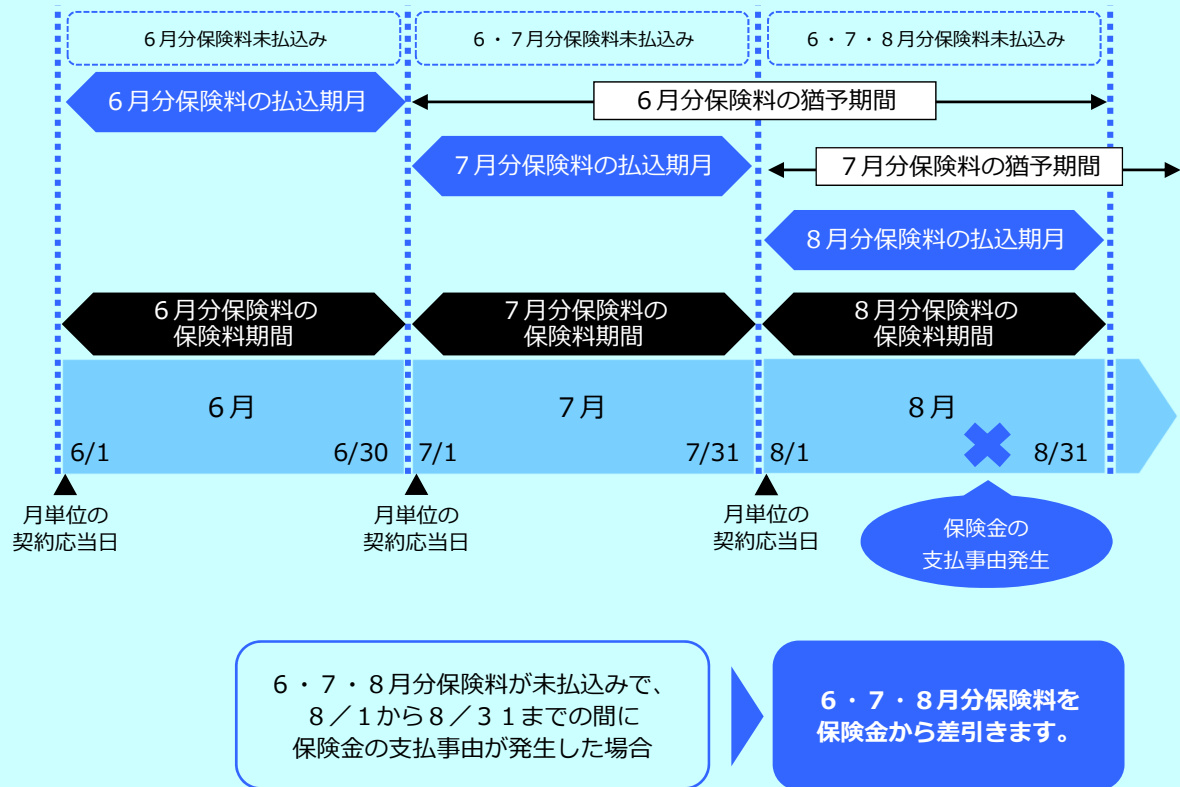 6月分保険料未払込み
6・7月分保険料未払込み
6・7・8月分保険料未払込み
6月分保険料の払込期月
6月分保険料の猶予期間
7月分保険料の払込期月
7月分保険料の猶予期間
8月分保険料の払込期月
6月分保険料の
保険料期間
7月分保険料の
保険料期間
8月分保険料の
保険料期間
6月
7月
8月
6/1
6/30
7/1
7/31
8/1
8/31
月単位の
契約応当日
月単位の
契約応当日
月単位の
契約応当日
保険金の
支払事由発生
6・7・8月分保険料が未払込みで、
8/1から8/31までの間に
保険金の支払事由が発生した場合
6・7・8月分保険料を
保険金から差引きます。